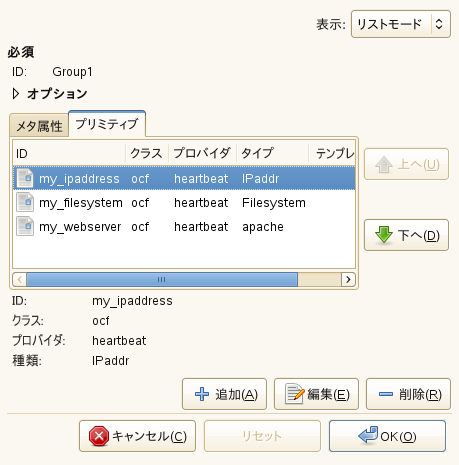 表示: リストモード
必須
ID: Group1
オプション
メタ属性 プリミティブ
ID クラス プロバイダ タイプ テンプレ
my_ipaddress ocf heartbeat IPaddr
my_filesystem ocf heartbeat Filesystem
my_webserver ocf heartbeat apache
上へ(U)
下へ(D)
ID: my_ipaddress
クラス: ocf
プロバイダ: heartbeat
種類: IPaddr
追加(A) 編集(E) 削除(R)
キャンセル(C) リセット OK(O)